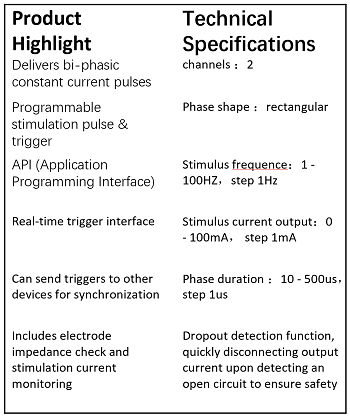 Product
Highlight
Technical
Specifications
Delivers bi-phasic
constant current pulses
channels：2
Programmable
stimulation pulse &
trigger
Phase shape：rectangular
API (Application
Programming Interface)
Stimulus frequence：1 -
100HZ，step 1Hz
Real-time trigger interface
Stimulus current output：0
- 100mA， step 1mA
Can send triggers to other
devices for synchronization
Phase duration：10 - 500us，
step 1us
Includes electrode
impedance check and
stimulation current
monitoring
Dropout detection function,
quickly disconnecting output
current upon detecting an
open circuit to ensure safety